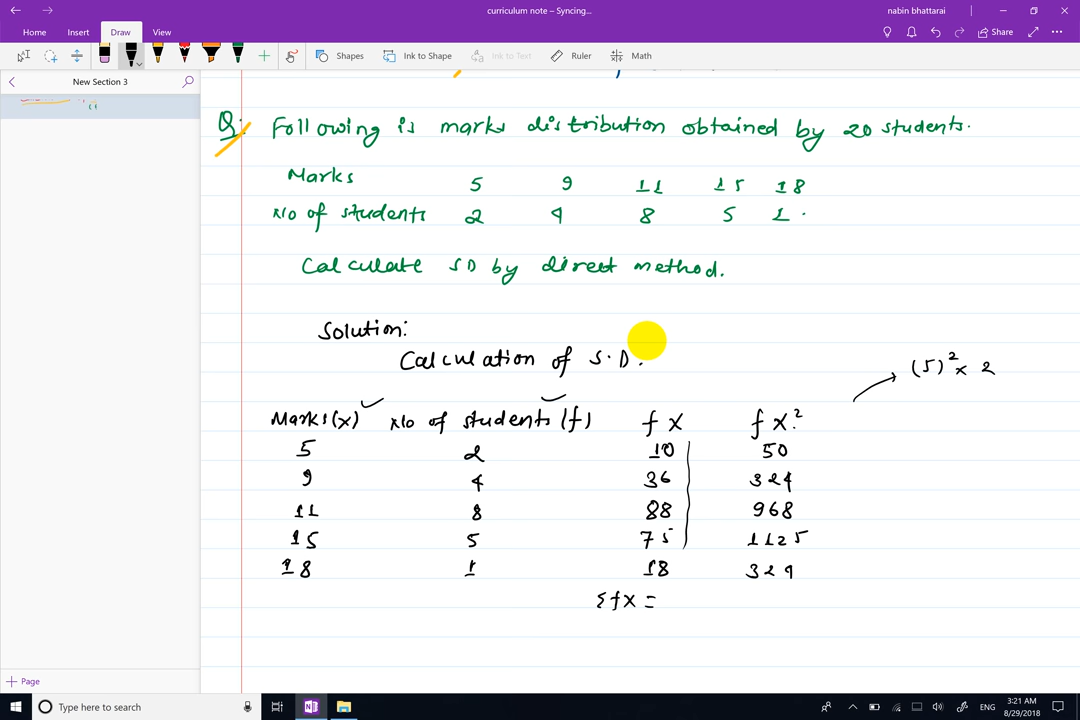 curriculum note – Syncing...
nabin bhattarai
Home Insert Draw View
Share
Shapes Ink to Shape Ink to Text Ruler Math
New Section 3
Q. Following is marks distribution obtained by 20 students.
Marks 5 9 11 15 18
No of students 2 4 8 5 1.
Calculate SD by direct method.
Solution:
Calculation of S.D.
(5)² x 2
Marks(x) No of students (f) fx fx²
5 2 10 50
9 4 36 324
11 8 88 968
15 5 75 1125
18 1 18 324
Σfx =
+ Page
Type here to search
ENG
3:21 AM
8/29/2018